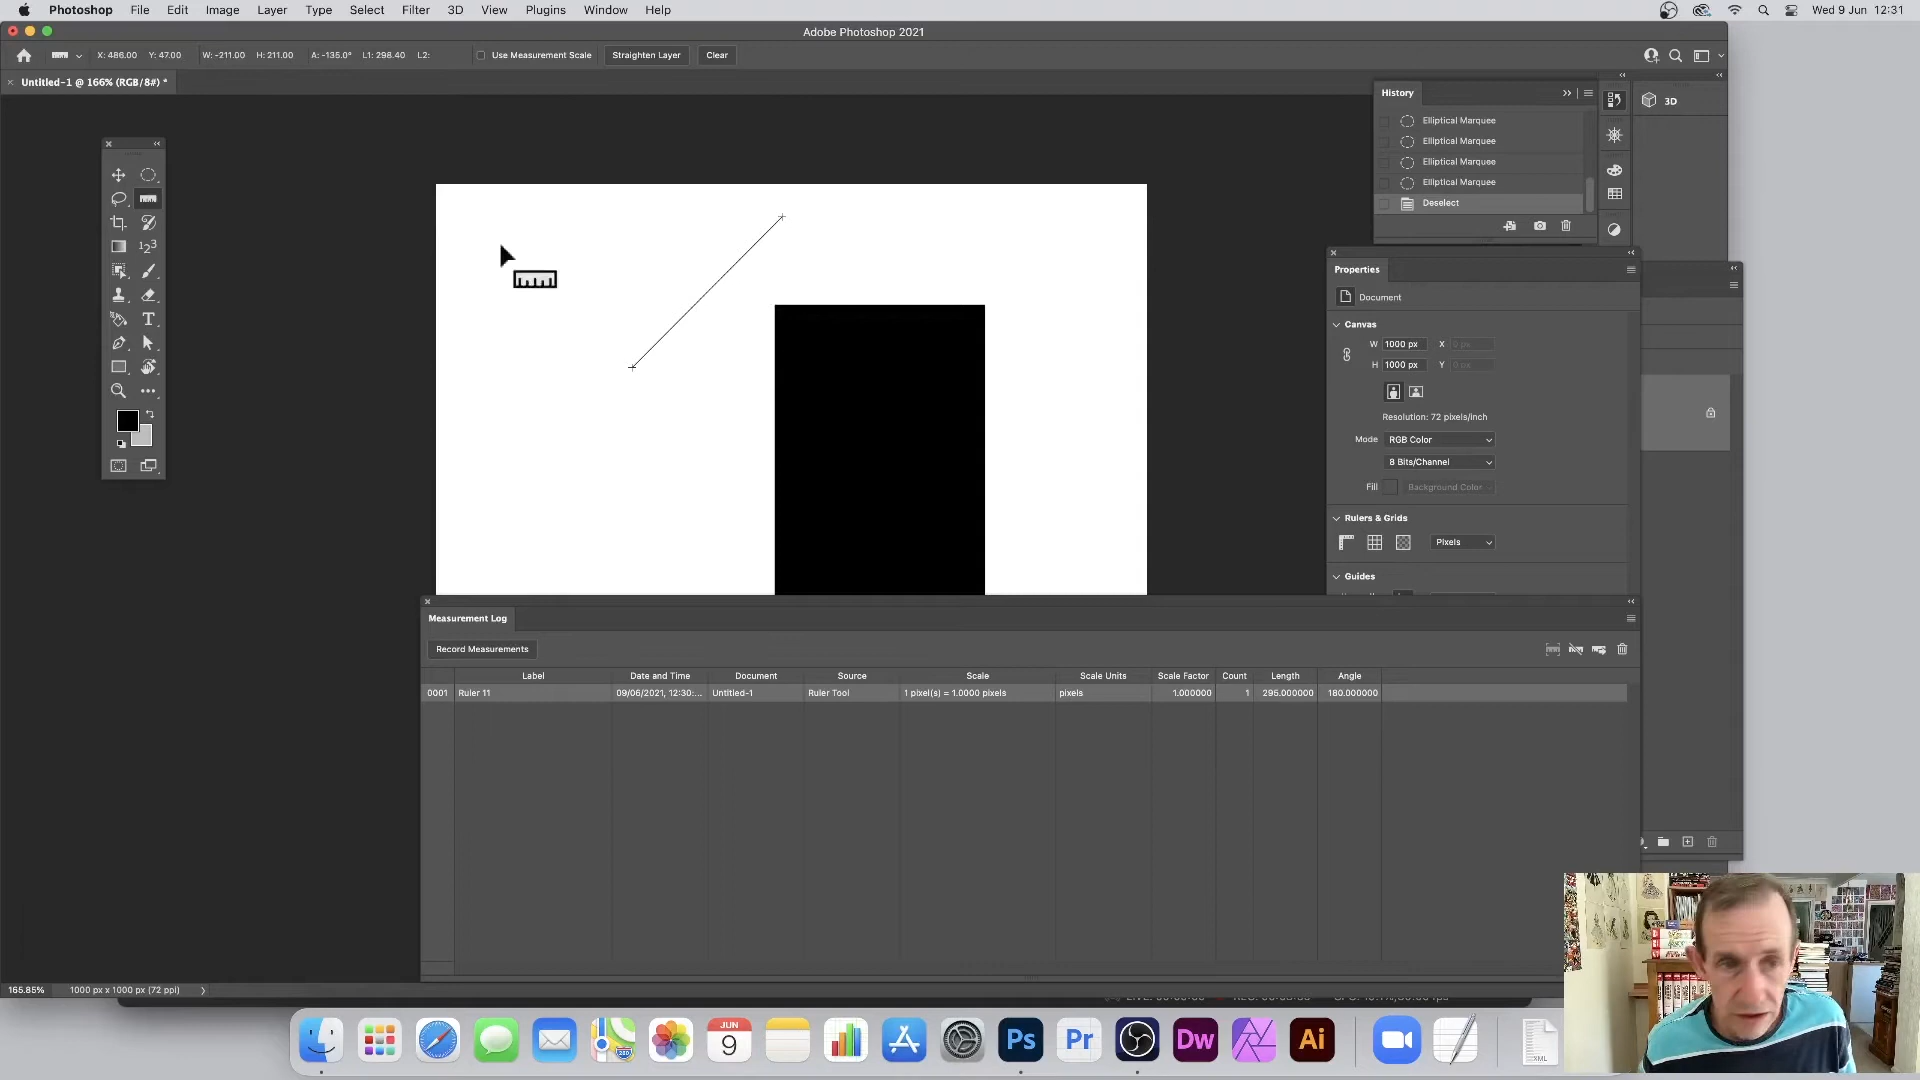 Photoshop File Edit Image Layer Type Select Filter 3D View Plugins Window Help Wed 9 Jun 12:31
Adobe Photoshop 2021
X: 486.00 Y: 47.00 W: -211.00 H: 211.00 A: -135.0° L1: 298.40 L2: Use Measurement Scale Straighten Layer Clear
Untitled-1 @ 166% (RGB/8#) *
History
3D
Elliptical Marquee
Elliptical Marquee
Elliptical Marquee
Elliptical Marquee
Deselect
Properties
Document
Canvas
W 1000 px X 0 px
H 1000 px Y 0 px
Resolution: 72 pixels/inch
Mode RGB Color
8 Bits/Channel
Fill Background Color
Rulers & Grids
Pixels
Guides
Measurement Log
Record Measurements
Label Date and Time Document Source Scale Scale Units Scale Factor Count Length Angle
0001 Ruler 11 09/06/2021, 12:30:... Untitled-1 Ruler Tool 1 pixel(s) = 1.0000 pixels pixels 1.000000 1 295.000000 180.000000
165.85% 1000 px x 1000 px (72 ppi)
JUN
9
280
Ps
Pr
Dw
Ai
XML